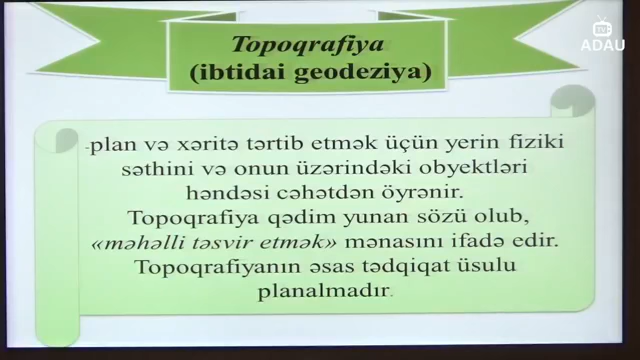 Topoqrafiya
(ibtidai geodeziya)
TV
ADAU
-plan və xəritə tərtib etmək üçün yerin fiziki
səthini və onun üzərindəki obyektləri
həndəsi cəhətdən öyrənir.
Topoqrafiya qədim yunan sözü olub,
«məhəlli təsvir etmək» mənasını ifadə edir.
Topoqrafiyanın əsas tədqiqat üsulu
planalmadır.